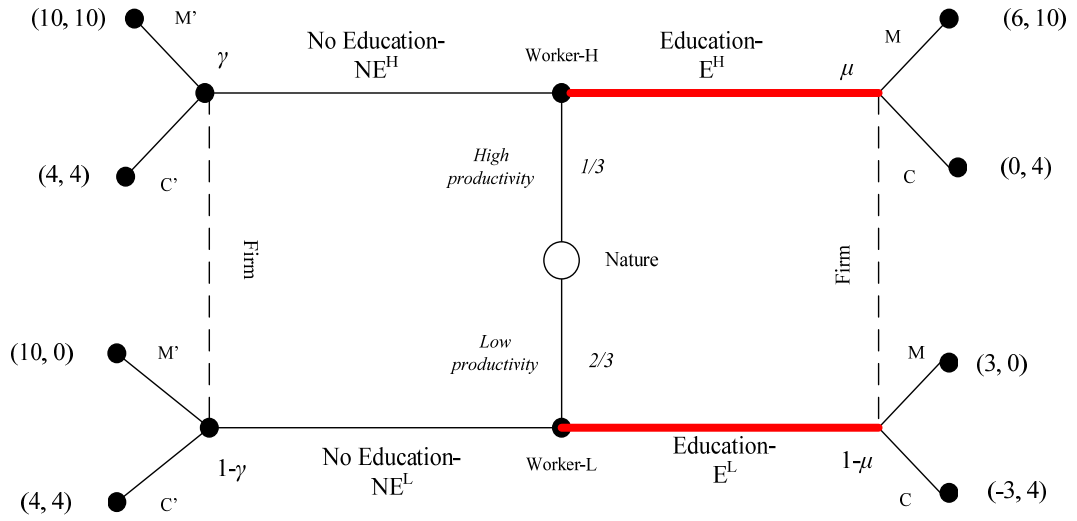 (10, 10)
M’
γ
No Education-
NE^H
Worker-H
Education-
E^H
μ
M
(6, 10)
(4, 4)
C’
High
productivity
1/3
C
(0, 4)
Firm
Nature
Firm
(10, 0)
M’
Low
productivity
2/3
M
(3, 0)
1-γ
No Education-
NE^L
Worker-L
Education-
E^L
1-μ
(4, 4)
C’
C
(-3, 4)